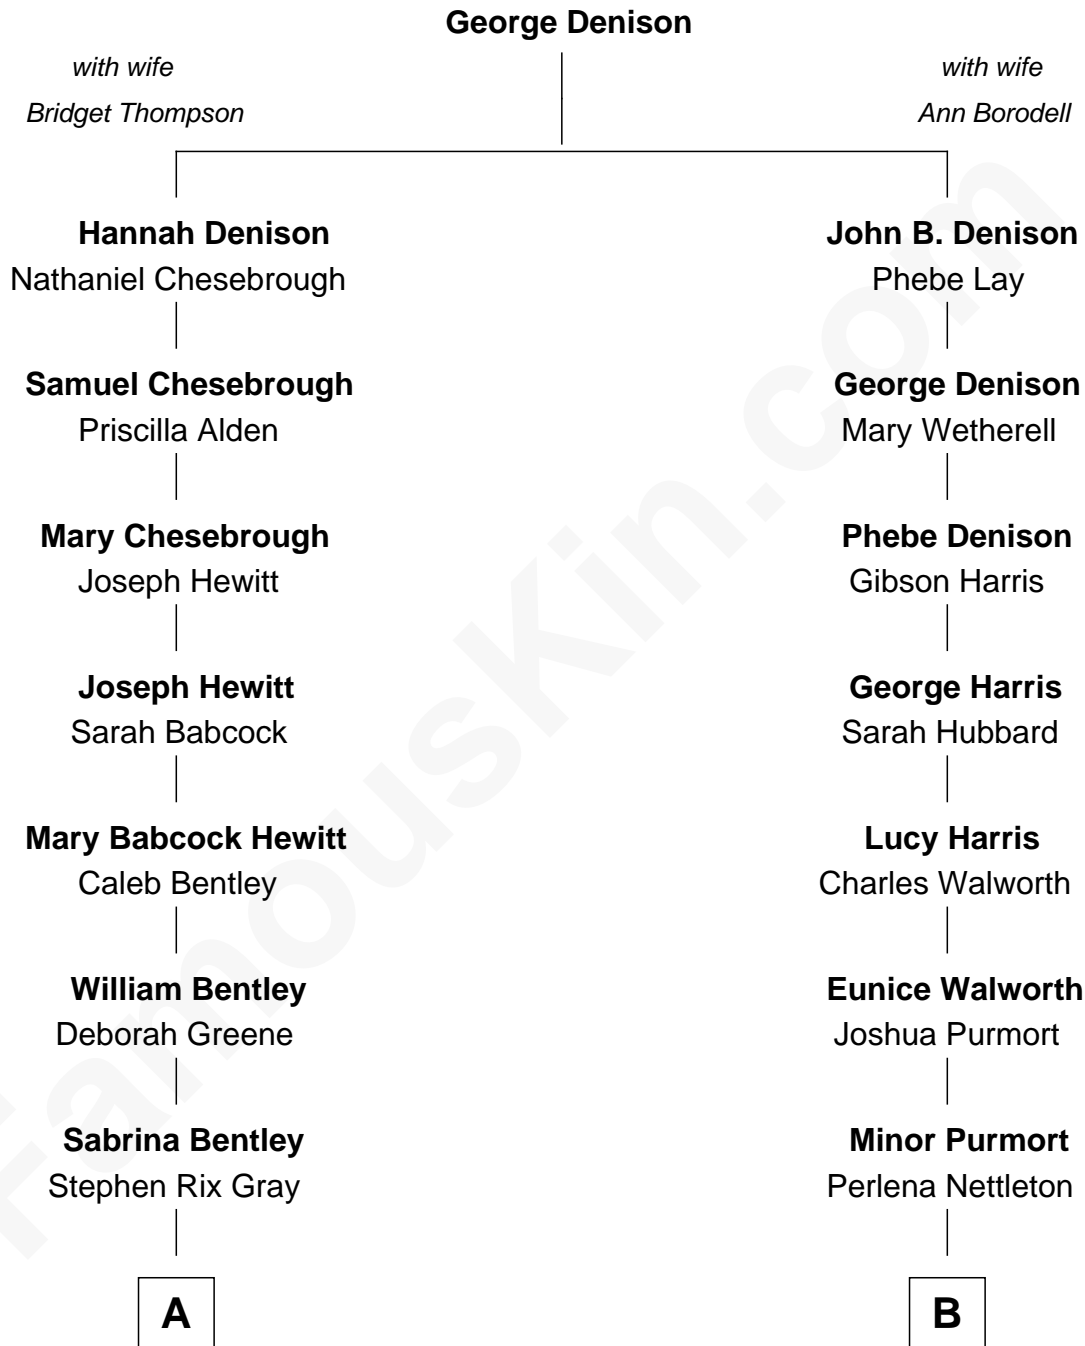 George Denison
with wife
Bridget Thompson
with wife
Ann Borodell
Hannah Denison
Nathaniel Chesebrough
John B. Denison
Phebe Lay
Samuel Chesebrough
Priscilla Alden
George Denison
Mary Wetherell
Mary Chesebrough
Joseph Hewitt
Phebe Denison
Gibson Harris
Joseph Hewitt
Sarah Babcock
George Harris
Sarah Hubbard
Mary Babcock Hewitt
Caleb Bentley
Lucy Harris
Charles Walworth
William Bentley
Deborah Greene
Eunice Walworth
Joshua Purmort
Sabrina Bentley
Stephen Rix Gray
Minor Purmort
Perlena Nettleton
A
B
FamousKin.com